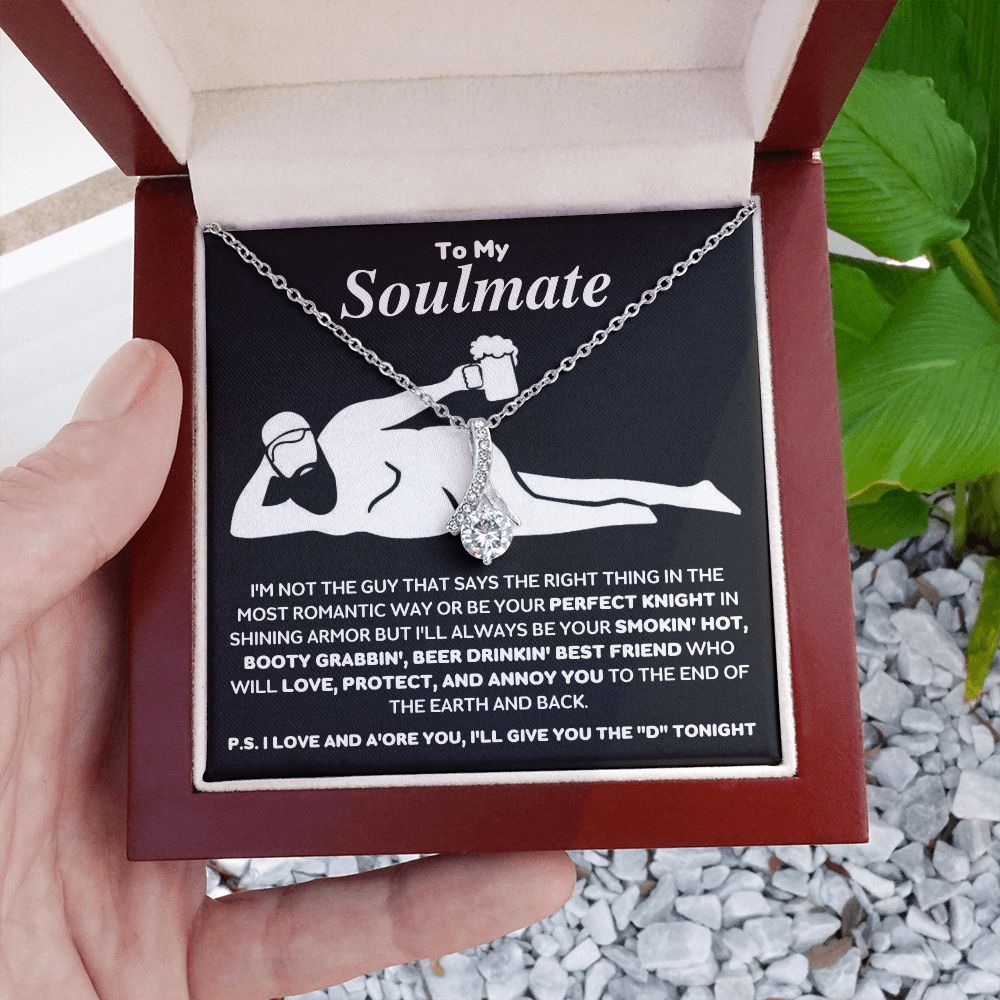 To My
Soulmate
I'M NOT THE GUY THAT SAYS THE RIGHT THING IN THE
MOST ROMANTIC WAY OR BE YOUR PERFECT KNIGHT IN
SHINING ARMOR BUT I'LL ALWAYS BE YOUR SMOKIN' HOT,
BOOTY GRABBIN', BEER DRINKIN' BEST FRIEND WHO
WILL LOVE, PROTECT, AND ANNOY YOU TO THE END OF
THE EARTH AND BACK.
P.S. I LOVE AND A'ORE YOU, I'LL GIVE YOU THE "D" TONIGHT